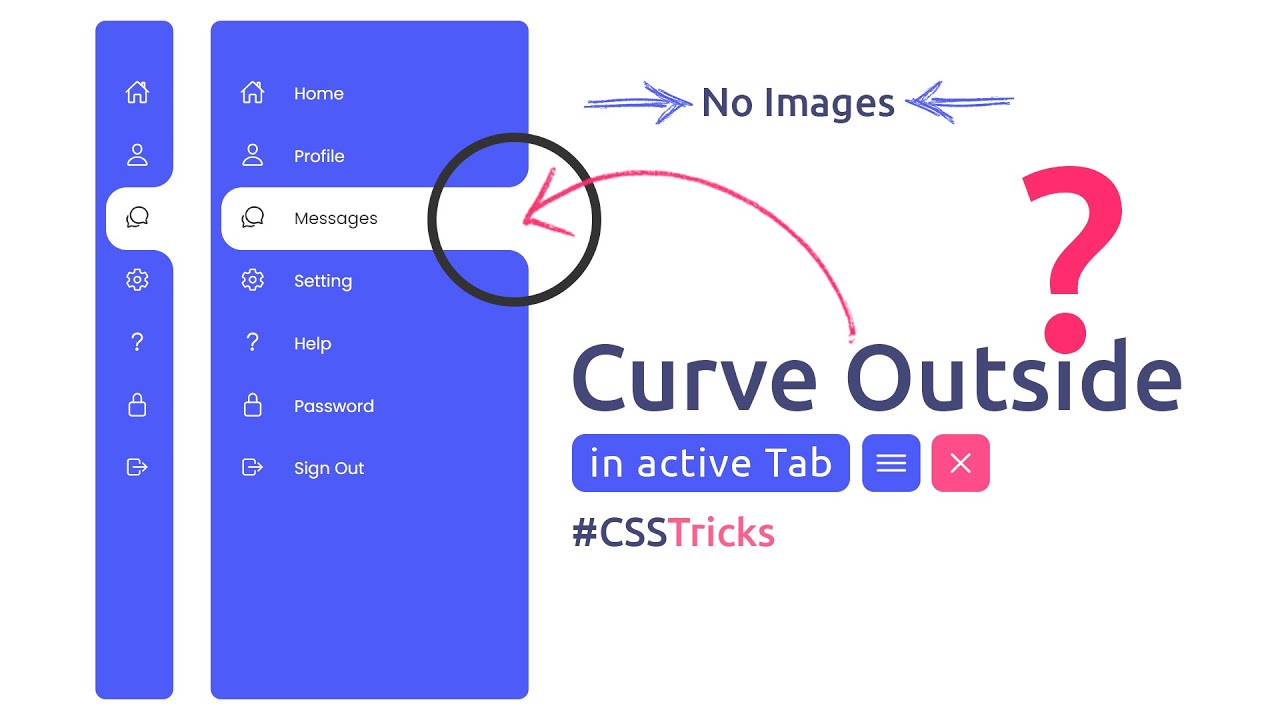 Home
Profile
Messages
Setting
Help
Password
Sign Out
No Images
?
Curve Outside
in active Tab
#CSSTricks